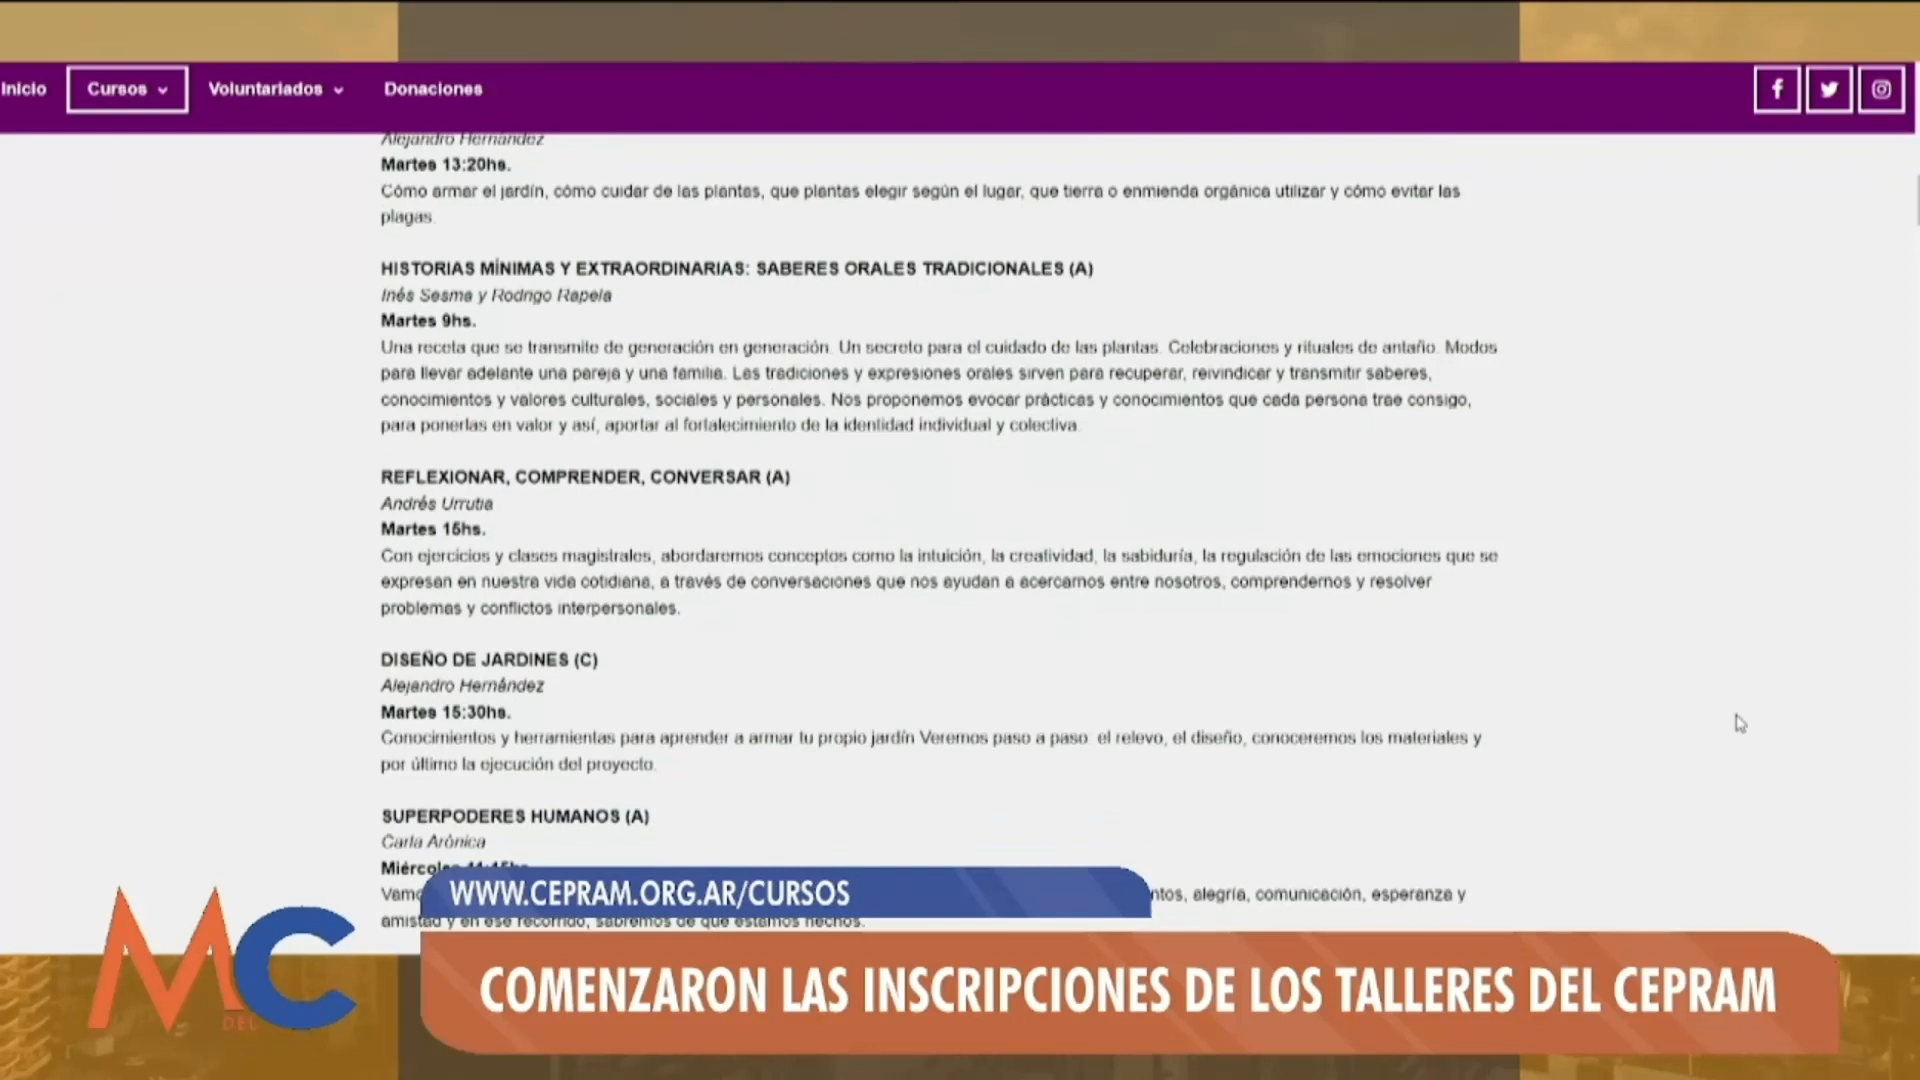 Inicio
Cursos
Voluntariados
Donaciones
Alejandro Hernández
Martes 13:20hs.
Cómo armar el jardín, cómo cuidar de las plantas, que plantas elegir según el lugar, que tierra o enmienda orgánica utilizar y cómo evitar las
plagas.
HISTORIAS MÍNIMAS Y EXTRAORDINARIAS: SABERES ORALES TRADICIONALES (A)
Inés Sesma y Rodrigo Rapela
Martes 9hs.
Una receta que se transmite de generación en generación. Un secreto para el cuidado de las plantas. Celebraciones y rituales de antaño. Modos
para llevar adelante una pareja y una familia. Las tradiciones y expresiones orales sirven para recuperar, reivindicar y transmitir saberes,
conocimientos y valores culturales, sociales y personales. Nos proponemos evocar prácticas y conocimientos que cada persona trae consigo,
para ponerlas en valor y así, aportar al fortalecimiento de la identidad individual y colectiva.
REFLEXIONAR, COMPRENDER, CONVERSAR (A)
Andrés Urrutia
Martes 15hs.
Con ejercicios y clases magistrales, abordaremos conceptos como la intuición, la creatividad, la sabiduría, la regulación de las emociones que se
expresan en nuestra vida cotidiana, a través de conversaciones que nos ayudan a acercarnos entre nosotros, comprendernos y resolver
problemas y conflictos interpersonales.
DISEÑO DE JARDINES (C)
Alejandro Hernández
Martes 15:30hs.
Conocimientos y herramientas para aprender a armar tu propio jardín Veremos paso a paso el relevo, el diseño, conoceremos los materiales y
por último la ejecución del proyecto.
SUPERPODERES HUMANOS (A)
Carla Arónica
alegría, comunicación, esperanza y
amistad y en ese recorrido, sabremos de que estamos hechos.
WWW.CEPRAM.ORG.AR/CURSOS
COMENZARON LAS INSCRIPCIONES DE LOS TALLERES DEL CEPRAM
M DEL C